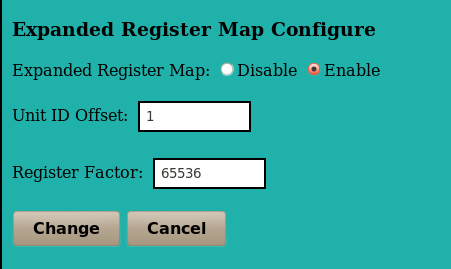 Expanded Register Map Configure
Expanded Register Map: Disable Enable
Unit ID Offset: 1
Register Factor: 65536
Change Cancel